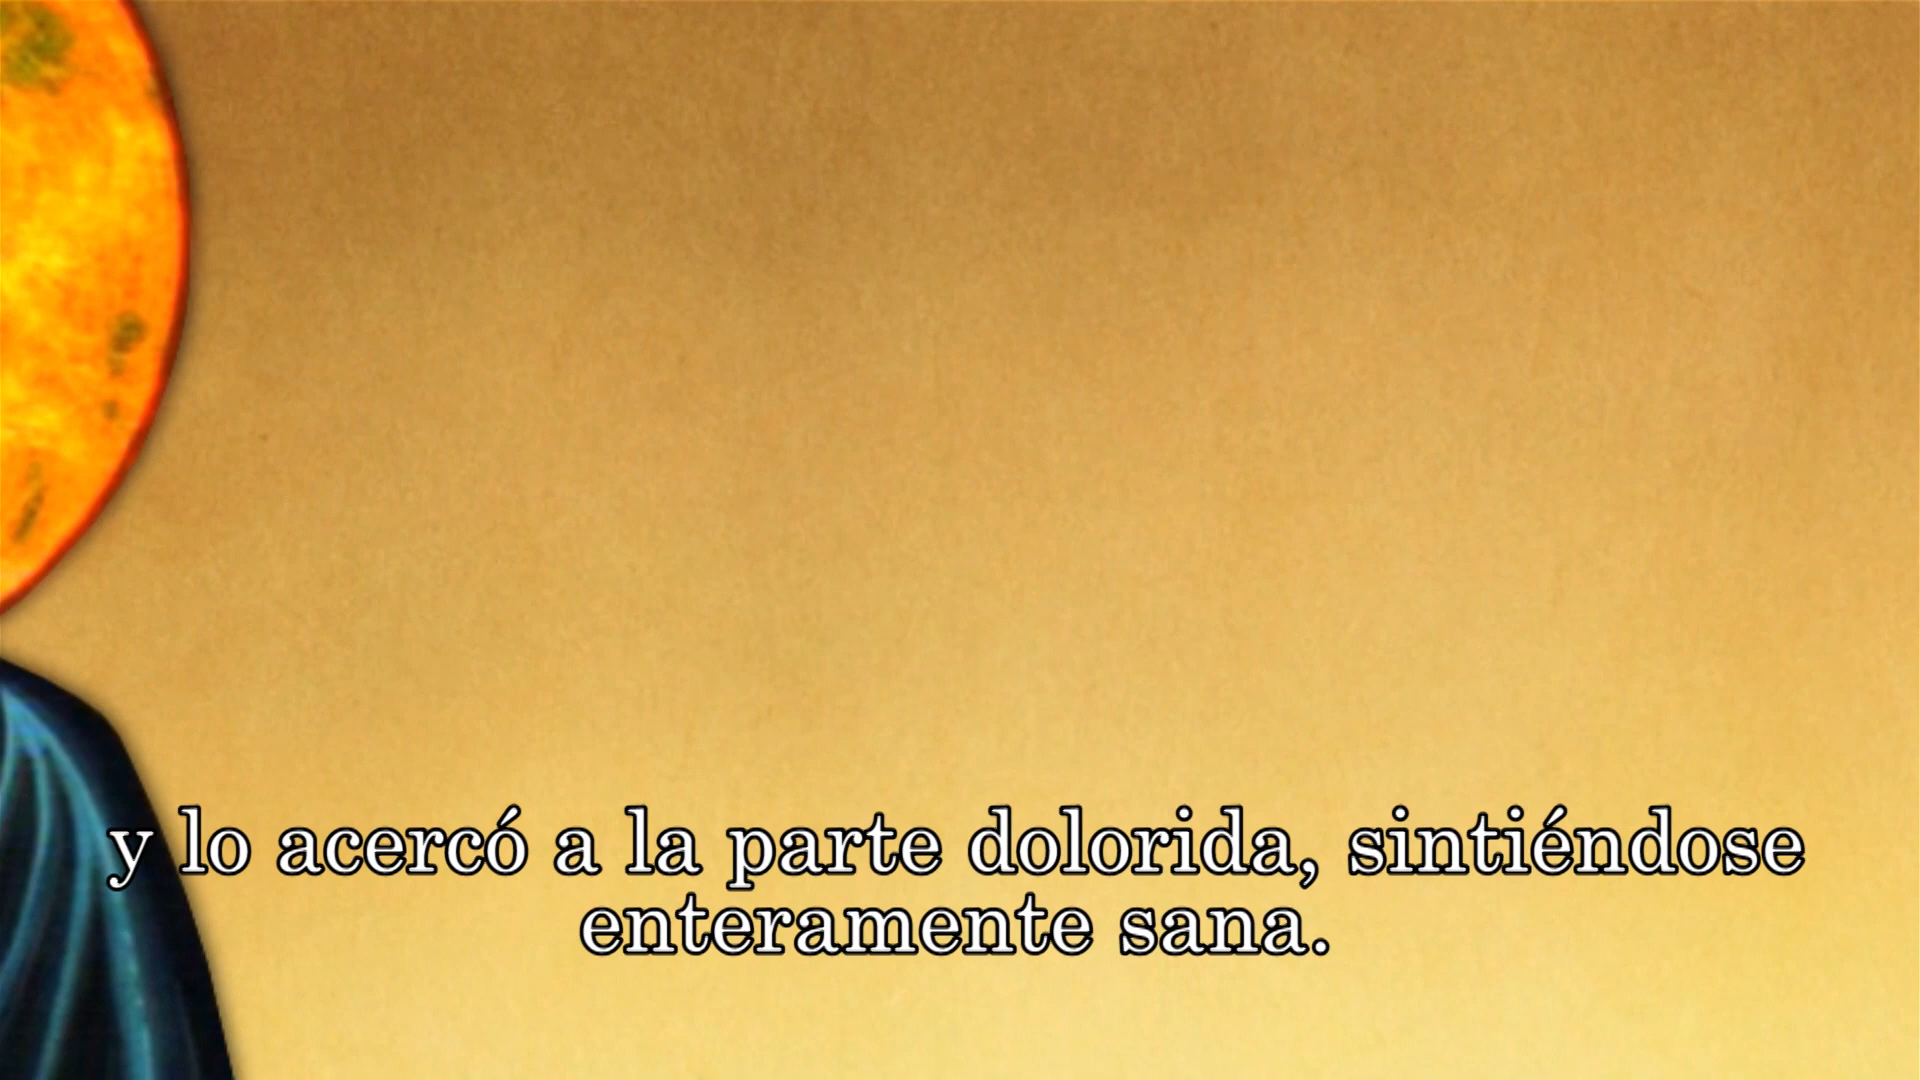 y lo acercó a la parte dolorida, sintiéndose
enteramente sana.